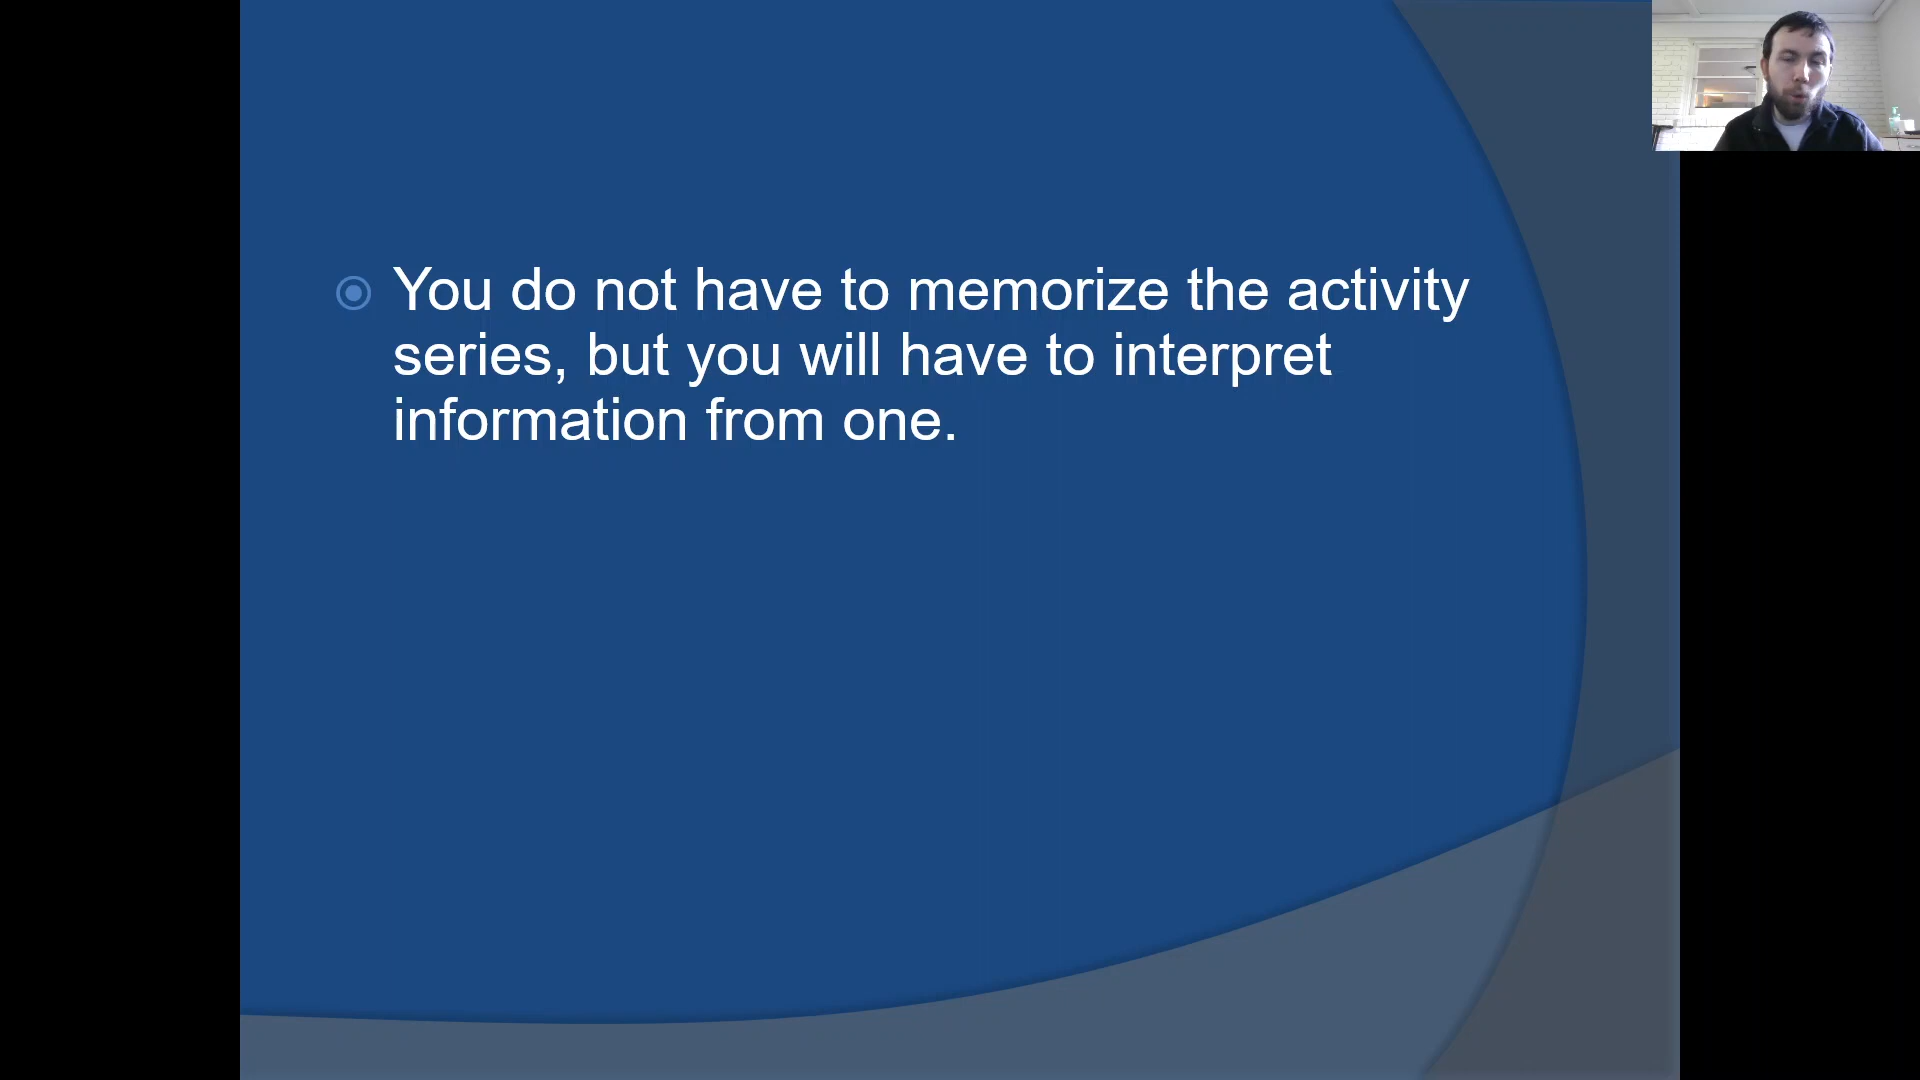 You do not have to memorize the activity
series, but you will have to interpret
information from one.